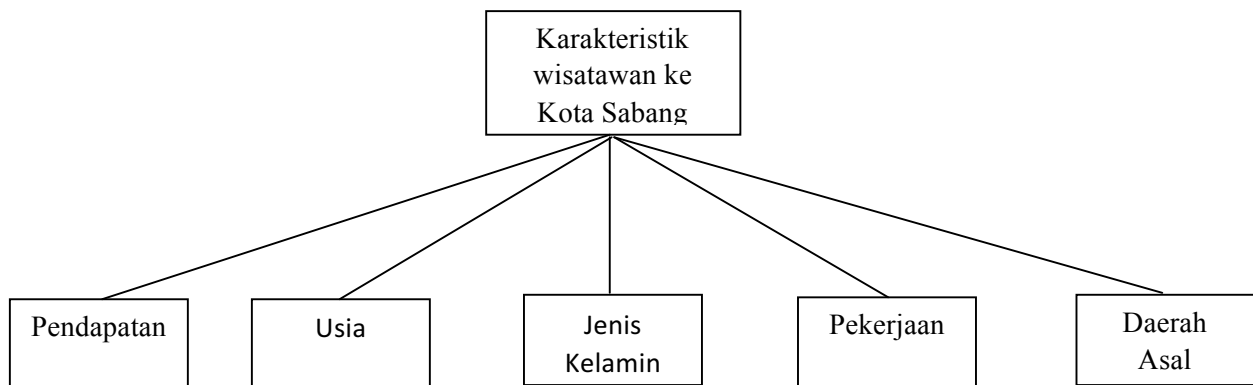 Karakteristik
wisatawan ke
Kota Sabang
Pendapatan
Usia
Jenis
Kelamin
Pekerjaan
Daerah
Asal